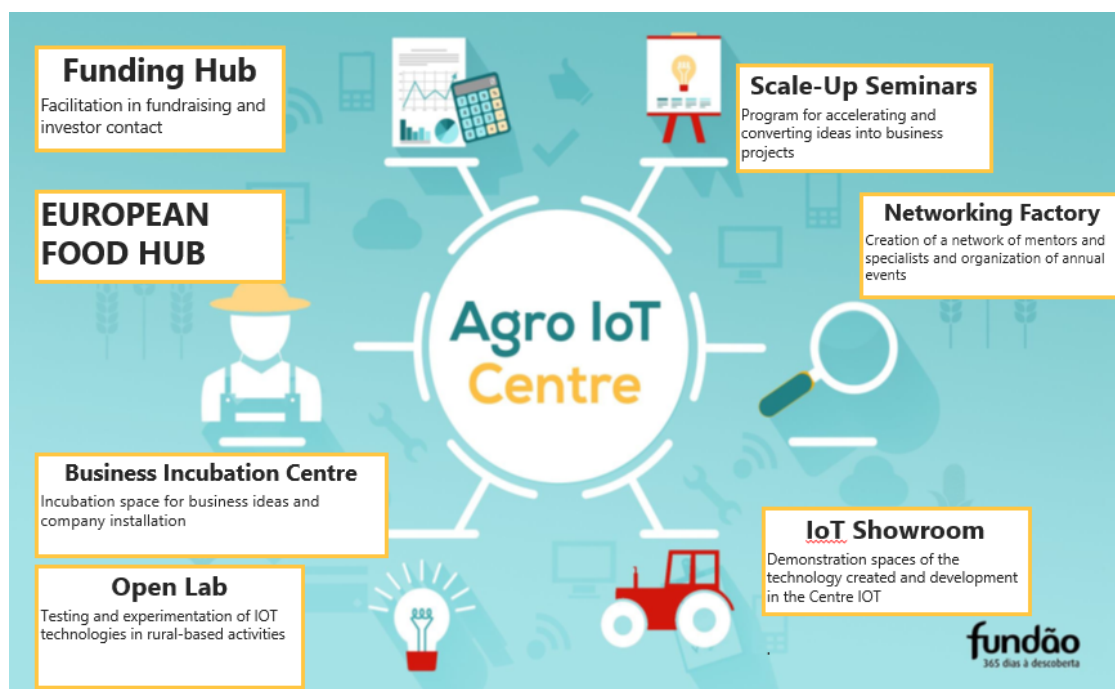 Funding Hub
Facilitation in fundraising and
investor contact
Scale-Up Seminars
Program for accelerating and
converting ideas into business
projects
EUROPEAN
FOOD HUB
Networking Factory
Creation of a network of mentors and
specialists and organization of annual
events
Agro IoT
Centre
Business Incubation Centre
Incubation space for business ideas and
company installation
IoT Showroom
Demonstration spaces of the
technology created and development
in the Centre IOT
.
Open Lab
Testing and experimentation of IOT
technologies in rural-based activities
fundão
365 dias à descoberta